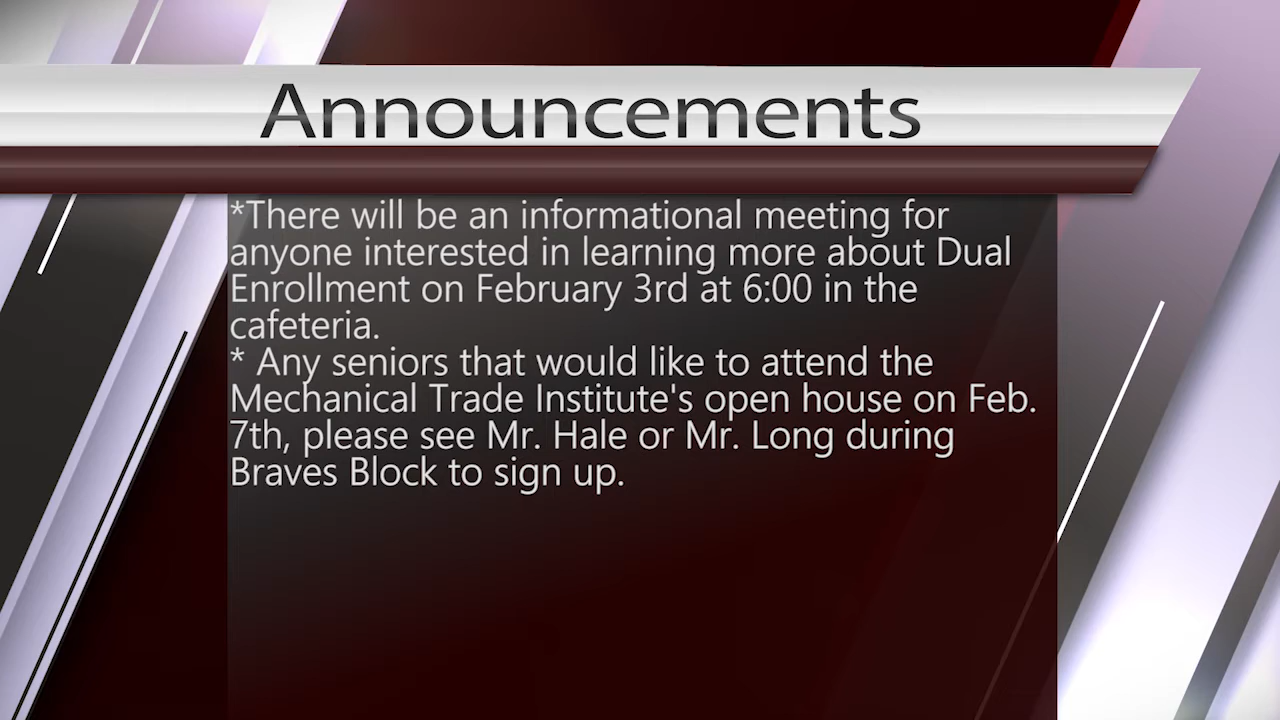 Announcements
*There will be an informational meeting for
anyone interested in learning more about Dual
Enrollment on February 3rd at 6:00 in the
cafeteria.
* Any seniors that would like to attend the
Mechanical Trade Institute's open house on Feb.
7th, please see Mr. Hale or Mr. Long during
Braves Block to sign up.